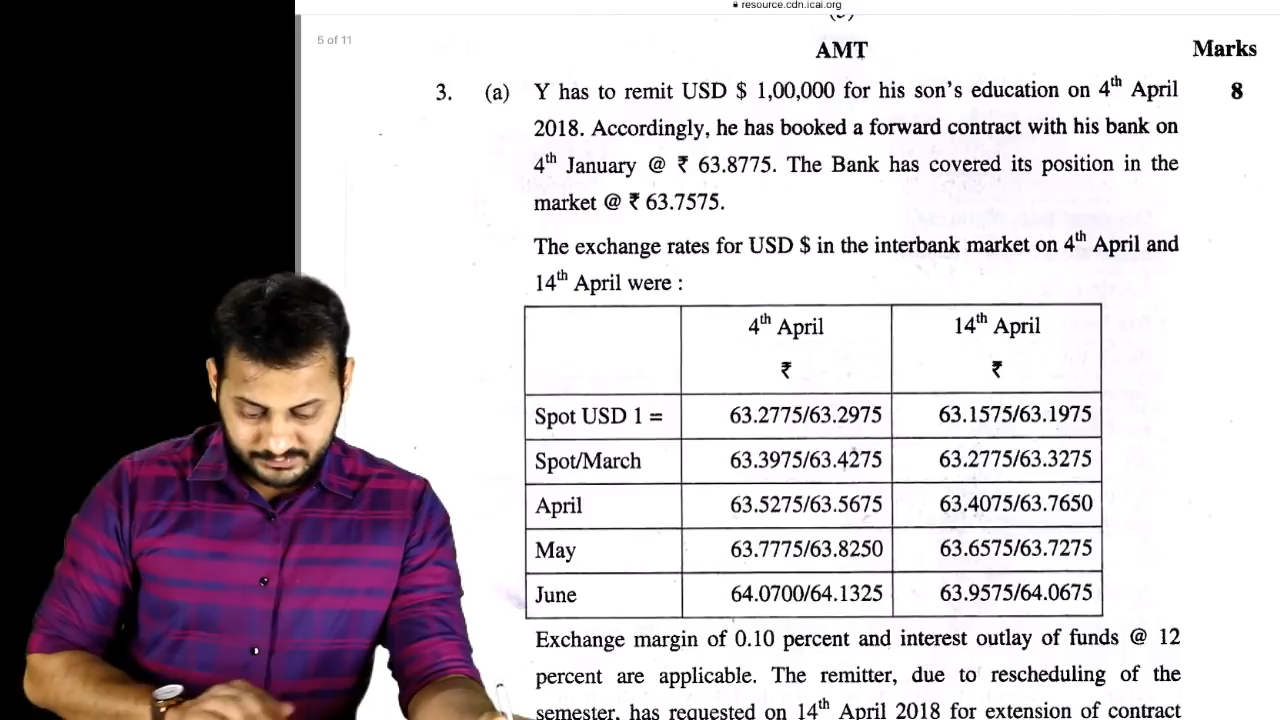 resource.cdn.icai.org
5 of 11
AMT Marks
3. (a) Y has to remit USD $ 1,00,000 for his son's education on 4th April 8
2018. Accordingly, he has booked a forward contract with his bank on
4th January @ ₹ 63.8775. The Bank has covered its position in the
market @ ₹ 63.7575.
The exchange rates for USD $ in the interbank market on 4th April and
14th April were :
4th April 14th April
₹ ₹
Spot USD 1 = 63.2775/63.2975 63.1575/63.1975
Spot/March 63.3975/63.4275 63.2775/63.3275
April 63.5275/63.5675 63.4075/63.7650
May 63.7775/63.8250 63.6575/63.7275
June 64.0700/64.1325 63.9575/64.0675
Exchange margin of 0.10 percent and interest outlay of funds @ 12
percent are applicable. The remitter, due to rescheduling of the
semester, has requested on 14th April 2018 for extension of contract